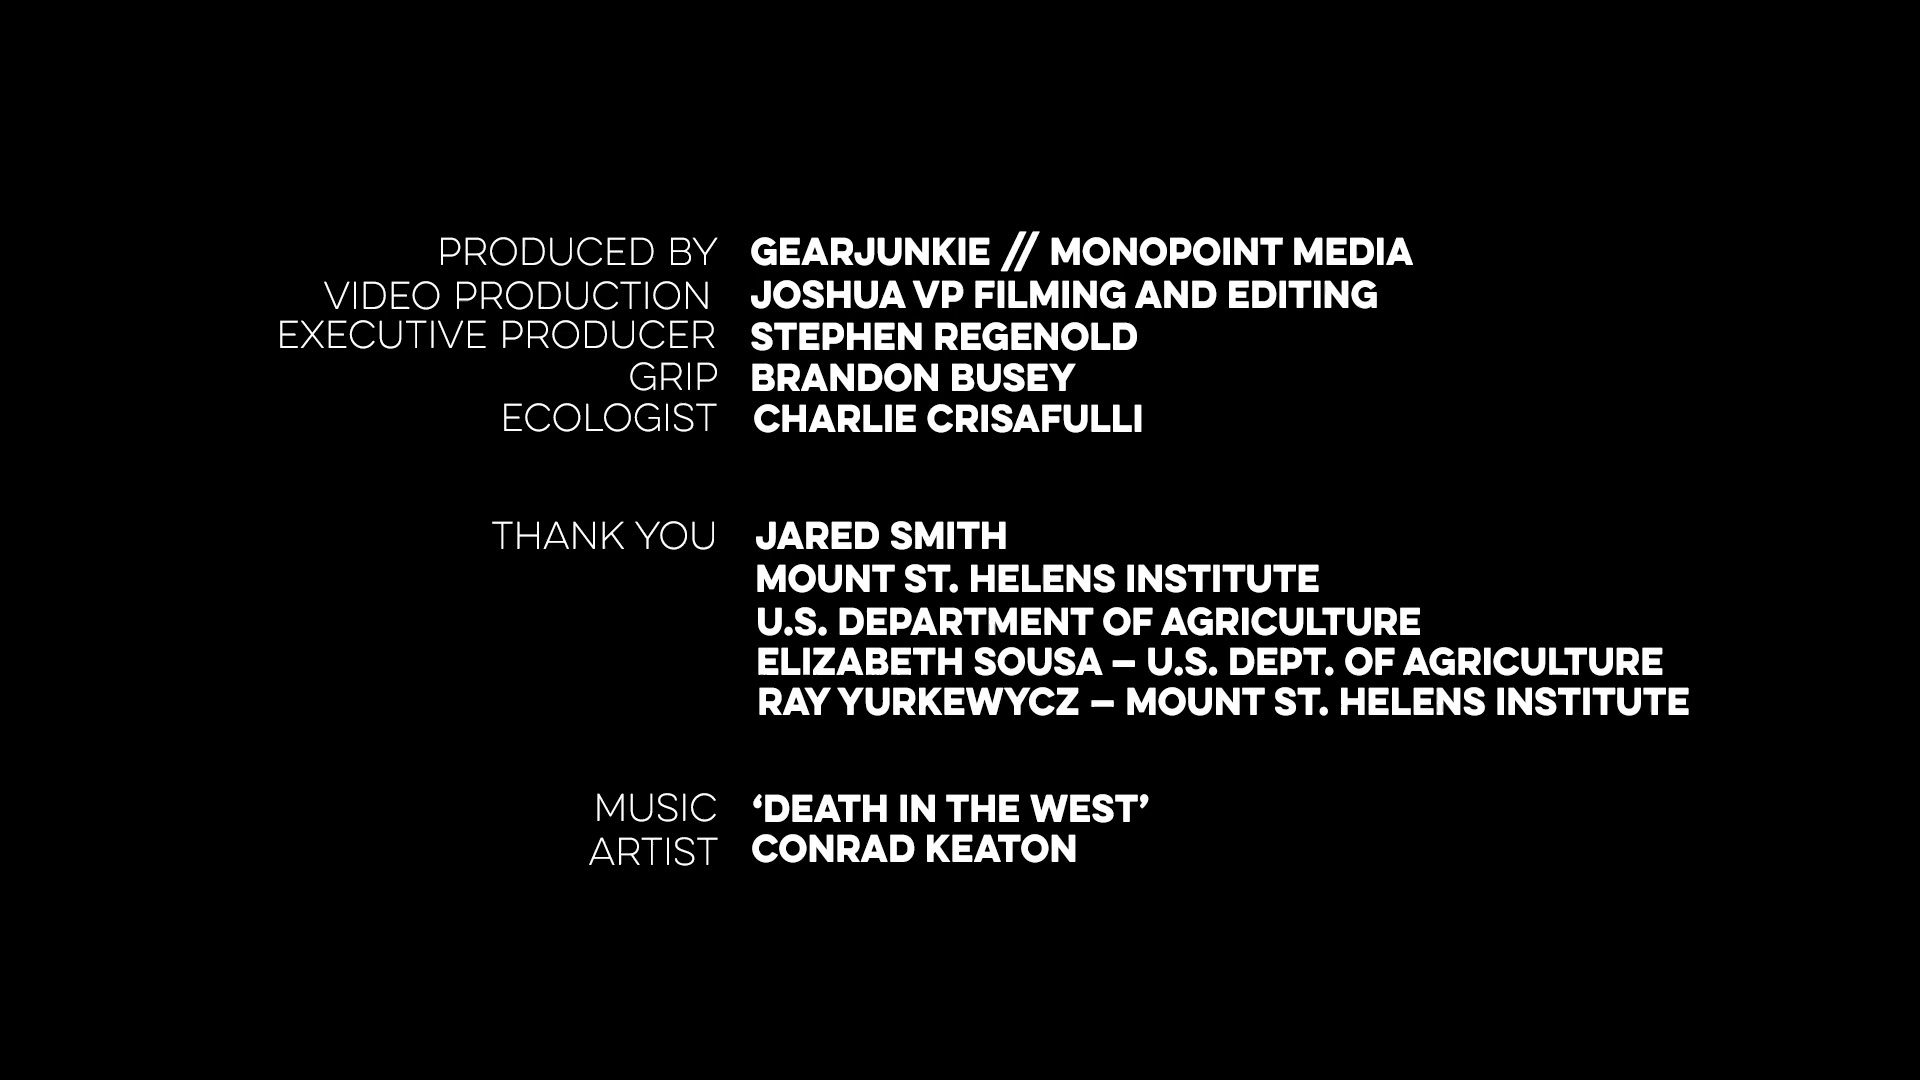 PRODUCED BY GEARJUNKIE // MONOPOINT MEDIA
VIDEO PRODUCTION JOSHUA VP FILMING AND EDITING
EXECUTIVE PRODUCER STEPHEN REGENOLD
GRIP BRANDON BUSEY
ECOLOGIST CHARLIE CRISAFULLI
THANK YOU JARED SMITH
MOUNT ST. HELENS INSTITUTE
U.S. DEPARTMENT OF AGRICULTURE
ELIZABETH SOUSA – U.S. DEPT. OF AGRICULTURE
RAY YURKEWYCZ – MOUNT ST. HELENS INSTITUTE
MUSIC ‘DEATH IN THE WEST’
ARTIST CONRAD KEATON